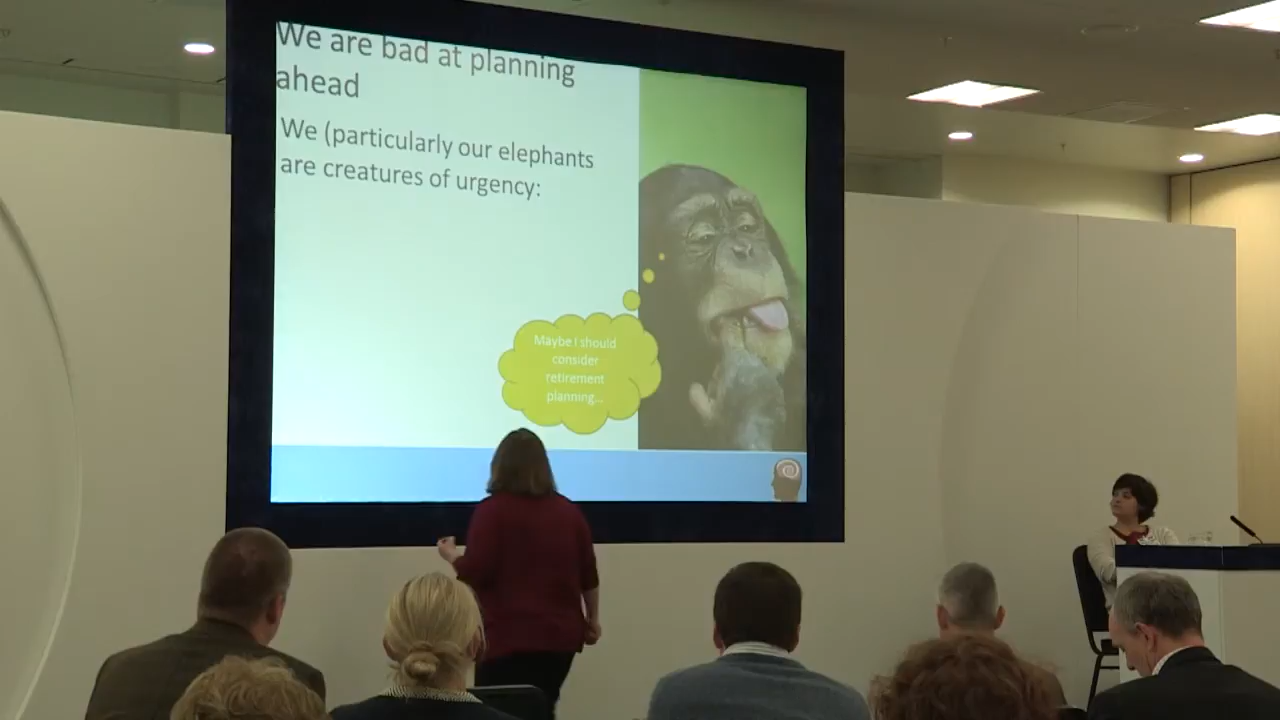 We are bad at planning
ahead
We (particularly our elephants
are creatures of urgency:
Maybe I should
consider
retirement
planning...